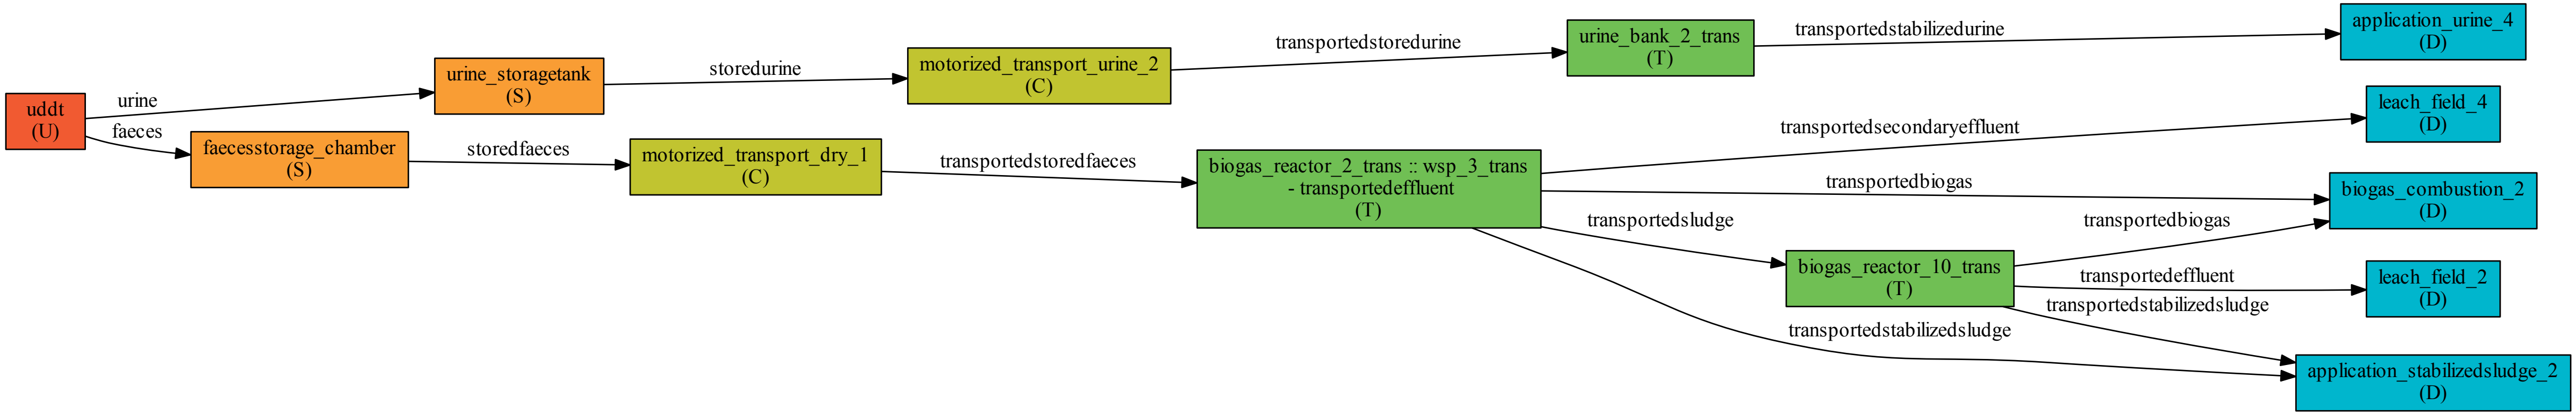 uddt
(U)
urine
faeces
urine_storagetank
(S)
faecesstorage_chamber
(S)
storedurine
storedfaeces
motorized_transport_urine_2
(C)
motorized_transport_dry_1
(C)
transportedstoredurine
transportedstoredfaeces
urine_bank_2_trans
(T)
biogas_reactor_2_trans :: wsp_3_trans
- transportedeffluent
(T)
transportedstabilizedurine
transportedsecondaryeffluent
transportedbiogas
transportedsludge
biogas_reactor_10_trans
(T)
transportedbiogas
transportedeffluent
transportedstabilizedsludge
transportedstabilizedsludge
application_urine_4
(D)
leach_field_4
(D)
biogas_combustion_2
(D)
leach_field_2
(D)
application_stabilizedsludge_2
(D)